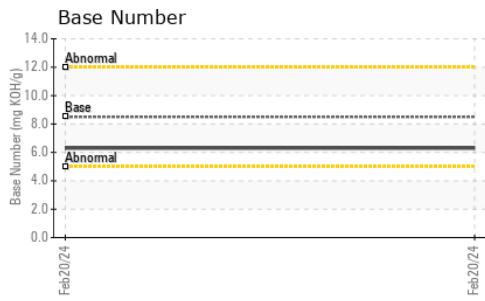 Base Number
Base Number (mg KOH/g)
14.0
12.0
10.0
8.0
6.0
4.0
2.0
0.0
Abnormal
Base
Abnormal
Feb20/24
Feb20/24